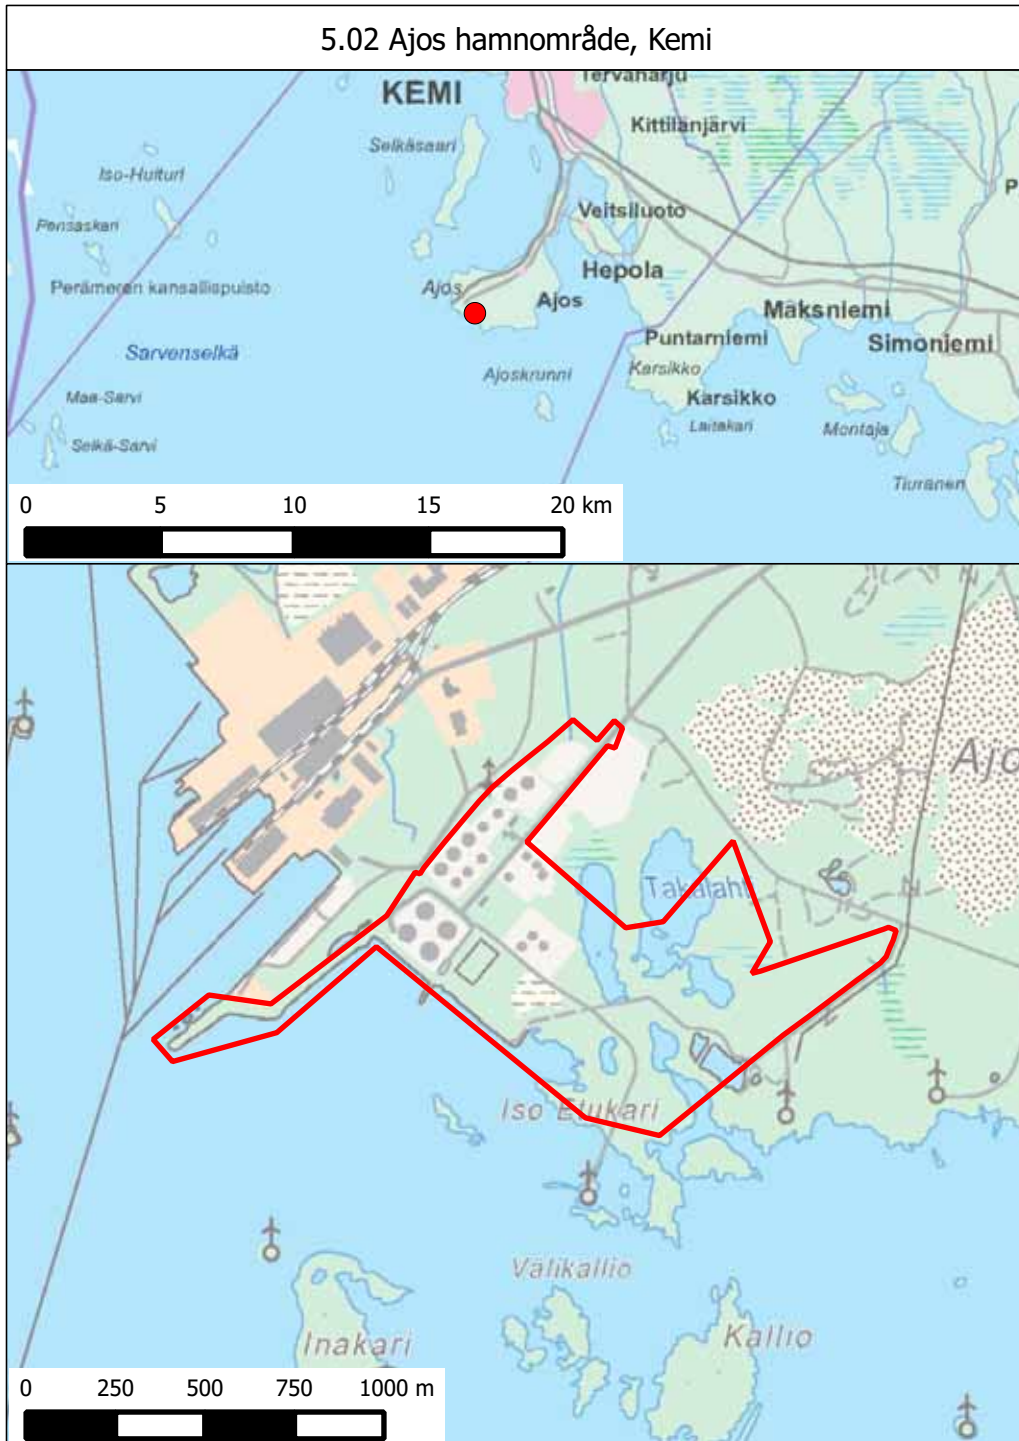 5.02 Ajos hamnområde, Kemi
Tervaharju
KEMI
Kittilänjärvi
Selkäsaari
Iso-Huituri
Veitsiluoto
Pensaskari
Hepola
Perämeren kansallispuisto
Ajos
Ajos
Mäksniemi
Puntarniemi
Simoniemi
Sarvenselkä
Ajoskrunni
Karsikko
Maa-Sarvi
Karsikko
Laitakari
Montaja
Selkä-Sarvi
Tiuranen
0 5 10 15 20 km
Ajo
Takalahti
Iso Etukari
Välikallio
Inakari
Kallio
0 250 500 750 1000 m